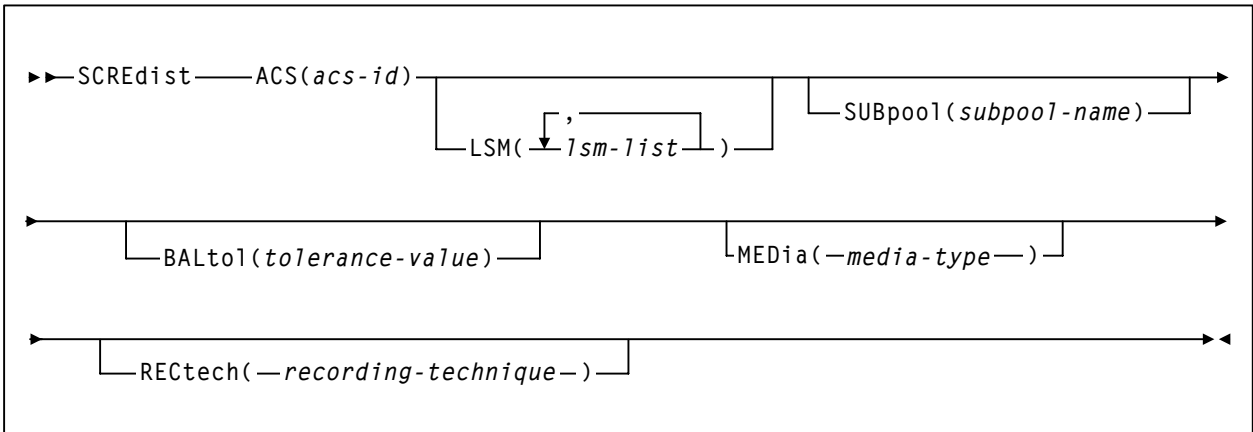 SCREdist ACS(acs-id)
SUBpool(subpool-name)
,
LSM( lsm-list )
BALtol(tolerance-value) MEDia( media-type )
RECtech( recording-technique )